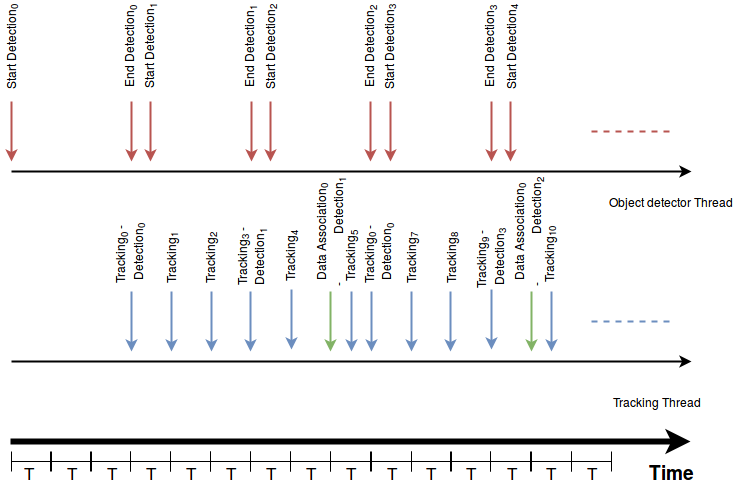 Start Detection₀
End Detection₀
Start Detection₁
End Detection₁
Start Detection₂
End Detection₂
Start Detection₃
End Detection₃
Start Detection₄
Object detector Thread
Tracking₀ -
Detection₀
Tracking₁
Tracking₂
Tracking₃ -
Detection₁
Tracking₄
Data Association₀
- Detection₁
Tracking₅
Tracking₀ -
Detection₀
Tracking₇
Tracking₈
Tracking₉ -
Detection₃
Data Association₀
- Detection₂
Tracking₁₀
Tracking Thread
T T T T T T T T T T T T T T T
Time